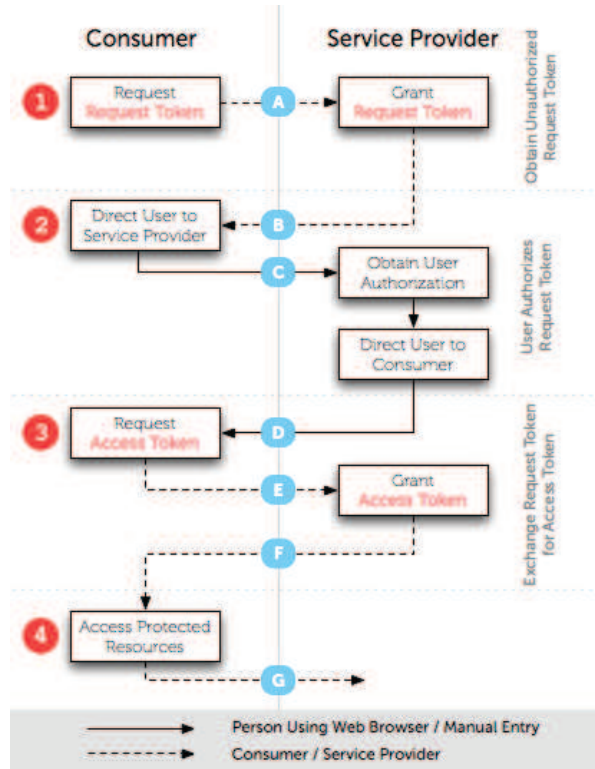 Consumer
Service Provider
1
Request
Request Token
A
Grant
Request Token
Obtain Unauthorized
Request Token
2
Direct User to
Service Provider
B
C
Obtain User
Authorization
Direct User to
Consumer
User Authorizes
Request Token
3
Request
Access Token
D
E
Grant
Access Token
F
Exchange Request Token
for Access Token
4
Access Protected
Resources
G
Person Using Web Browser / Manual Entry
Consumer / Service Provider